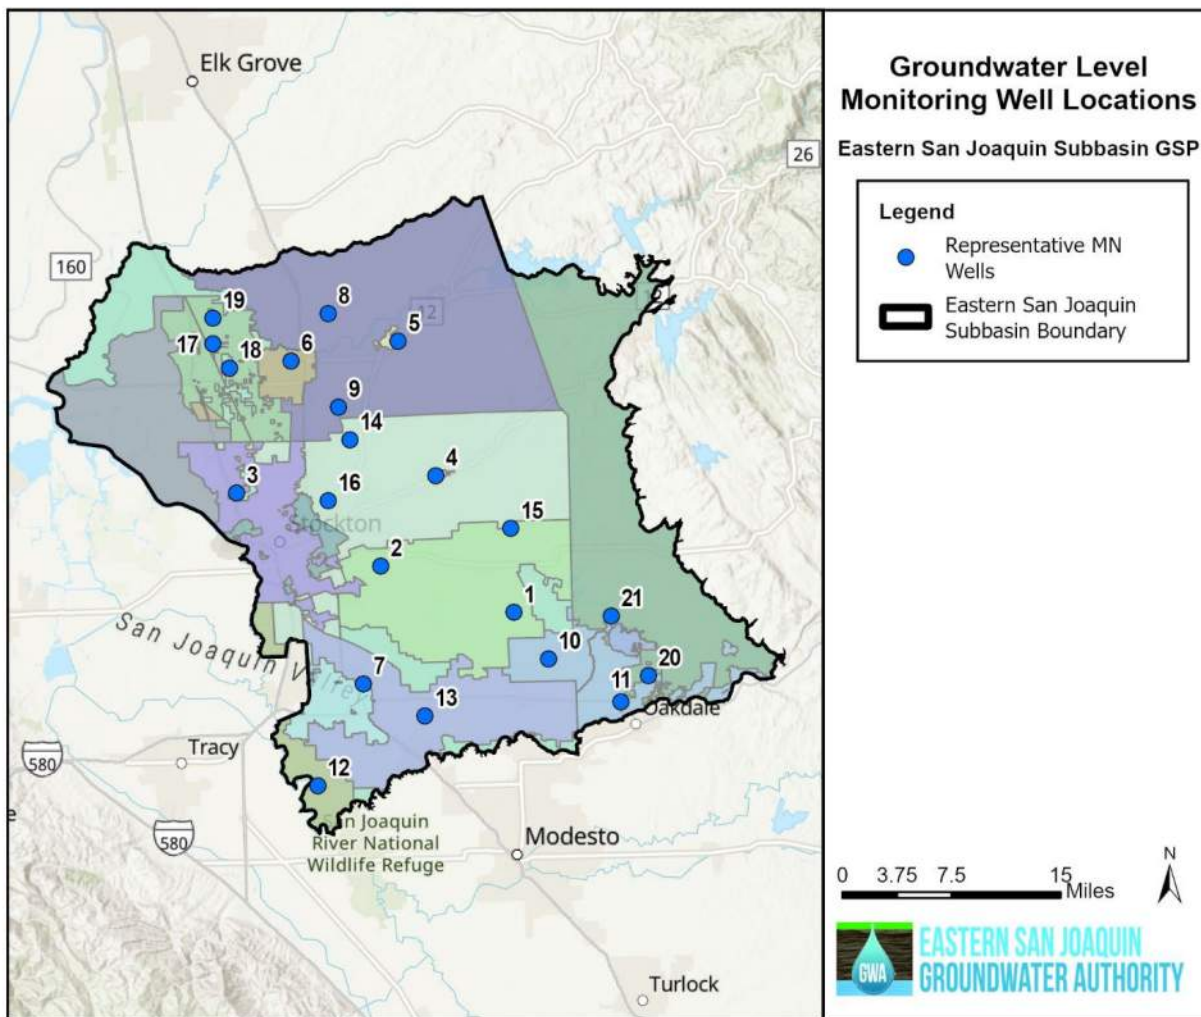 Elk Grove
26
160
12
19
8
17
18
6
5
9
14
4
3
16
Stockton
15
2
1
21
San Joaquin
10
7
20
11
13
Oakdale
Tracy
580
12
San Joaquin
River National
Wildlife Refuge
580
Modesto
Turlock
Groundwater Level
Monitoring Well Locations
Eastern San Joaquin Subbasin GSP
Legend
Representative MN
Wells
Eastern San Joaquin
Subbasin Boundary
N
0 3.75 7.5 15
Miles
GWA
EASTERN SAN JOAQUIN
GROUNDWATER AUTHORITY